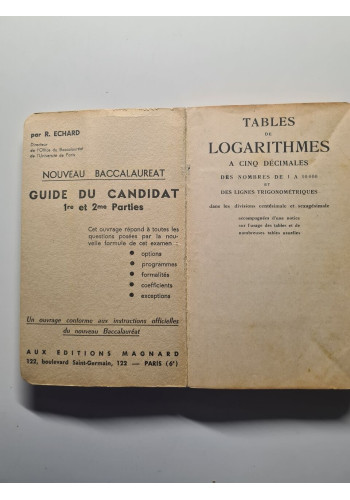 par R. ECHARD
Directeur
de l'Office du Baccalauréat
de l'Université de Paris
NOUVEAU BACCALAUREAT
GUIDE DU CANDIDAT
1re et 2me Parties
Cet ouvrage répond à toutes les
questions posées par la nou-
velle formule de cet examen :
• options
• programmes
• formalités
• coefficients
• exceptions
Un ouvrage conforme aux instructions officielles
du nouveau Baccalauréat
AUX EDITIONS MAGNARD
122, boulevard Saint-Germain, 122 — PARIS (6e)
TABLES
DE
LOGARITHMES
A CINQ DÉCIMALES
DES NOMBRES DE 1 A 10 000
ET
DES LIGNES TRIGONOMÉTRIQUES
dans les divisions centésimale et sexagésimale
accompagnées d'une notice
sur l'usage des tables et de
nombreuses tables usuelles